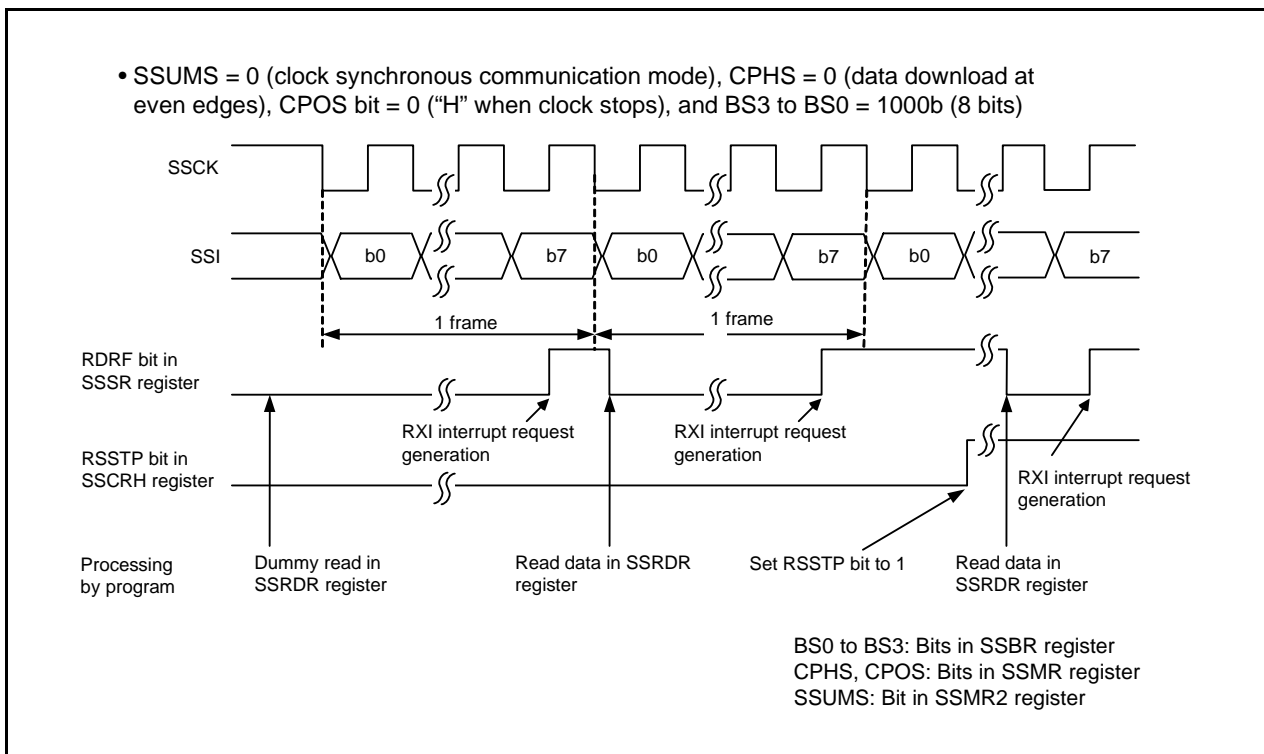 • SSUMS = 0 (clock synchronous communication mode), CPHS = 0 (data download at
even edges), CPOS bit = 0 (“H” when clock stops), and BS3 to BS0 = 1000b (8 bits)
SSCK
SSI
b0
b7
b0
b7
b0
b7
1 frame
1 frame
RDRF bit in
SSSR register
RXI interrupt request
generation
RXI interrupt request
generation
RXI interrupt request
generation
RSSTP bit in
SSCRH register
Processing
by program
Dummy read in
SSRDR register
Read data in SSRDR
register
Set RSSTP bit to 1
Read data in
SSRDR register
BS0 to BS3: Bits in SSBR register
CPHS, CPOS: Bits in SSMR register
SSUMS: Bit in SSMR2 register